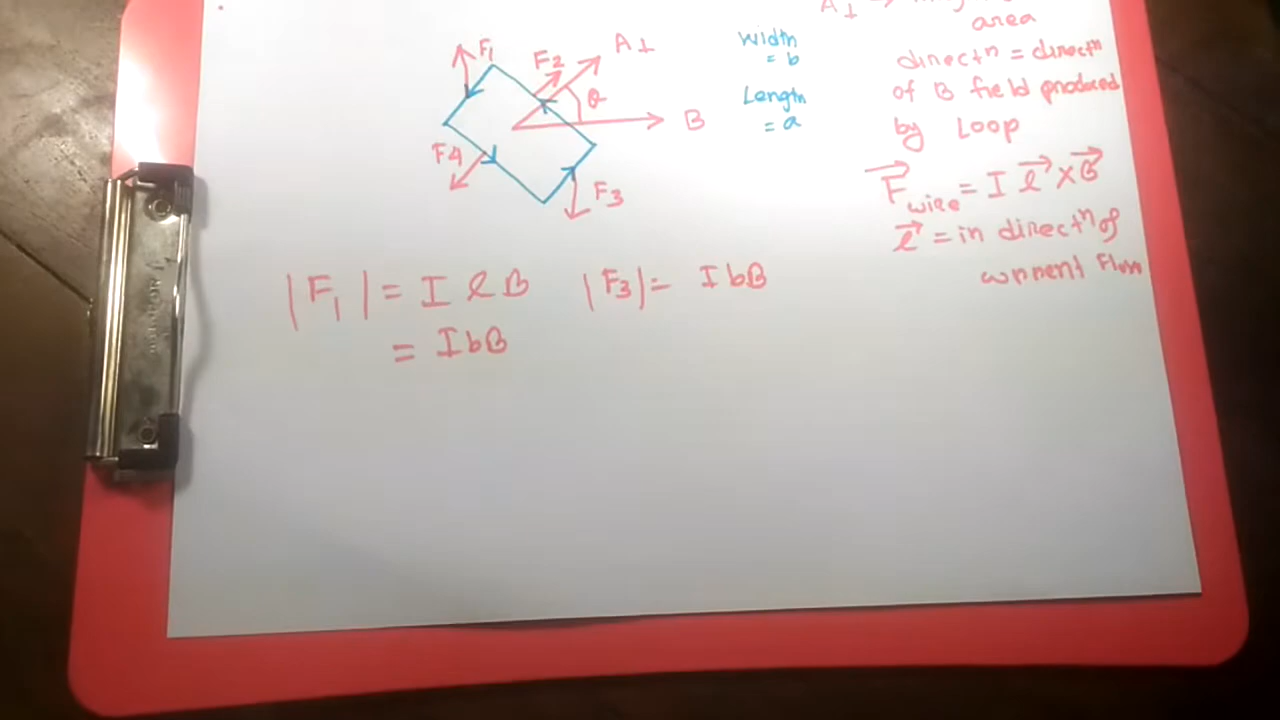 A⊥ →
area
F1
F2
A⊥
θ
B
F4
F3
Width
= b
Length
= a
directⁿ = directⁿ
of B field produced
by Loop
F⃗wire = I l⃗ × B⃗
l⃗ = in directⁿ of
current Flow
|F1| = I l B
= I b B
|F3| = I b B